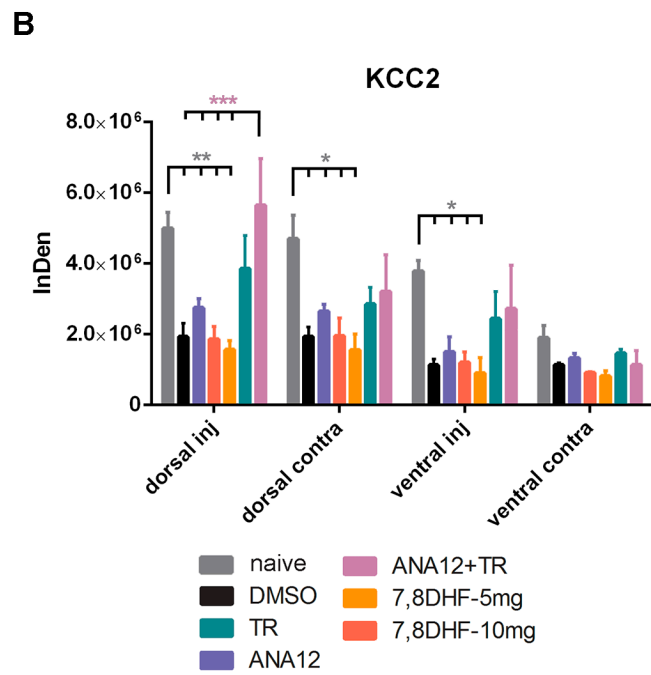 B
KCC2
***
8.0×10⁶
**
*
6.0×10⁶
*
InDen
4.0×10⁶
2.0×10⁶
0
dorsal inj
dorsal contra
ventral inj
ventral contra
naive
ANA12+TR
DMSO
7,8DHF-5mg
TR
7,8DHF-10mg
ANA12